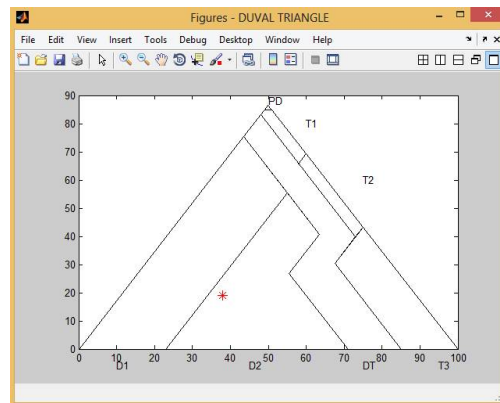 Figures - DUVAL TRIANGLE
File Edit View Insert Tools Debug Desktop Window Help
90
80
70
60
50
40
30
20
10
0
PD
T1
T2
0 10 20 30 40 50 60 70 80 90 100
D1 D2 DT T3